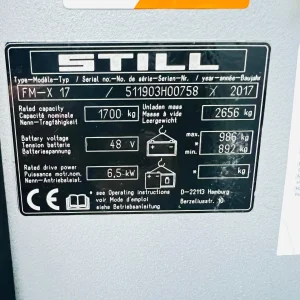 STILL
Type-Modèle-Typ / Serial no.-No. de série-Serien-Nr. / year-année-Baujahr
FM-X 17 / 511903H00758 / 2017
Rated capacity
Capacité nominale
Nenn-Tragfähigkeit
1700 kg
Unladen mass
Masse à vide
Leergewicht
2656 kg
Battery voltage
Tension batterie
Batteriespannung
48 V
max. 986 kg
min. 892 kg
Rated drive power
Puissance motr.nom.
Nenn-Antriebsleist.
6,5 kW
* kg
CE
* see Operating instructions
voir Mode d'emploi
siehe Betriebsanleitung
D-22113 Hamburg
Berzeliusstr. 10